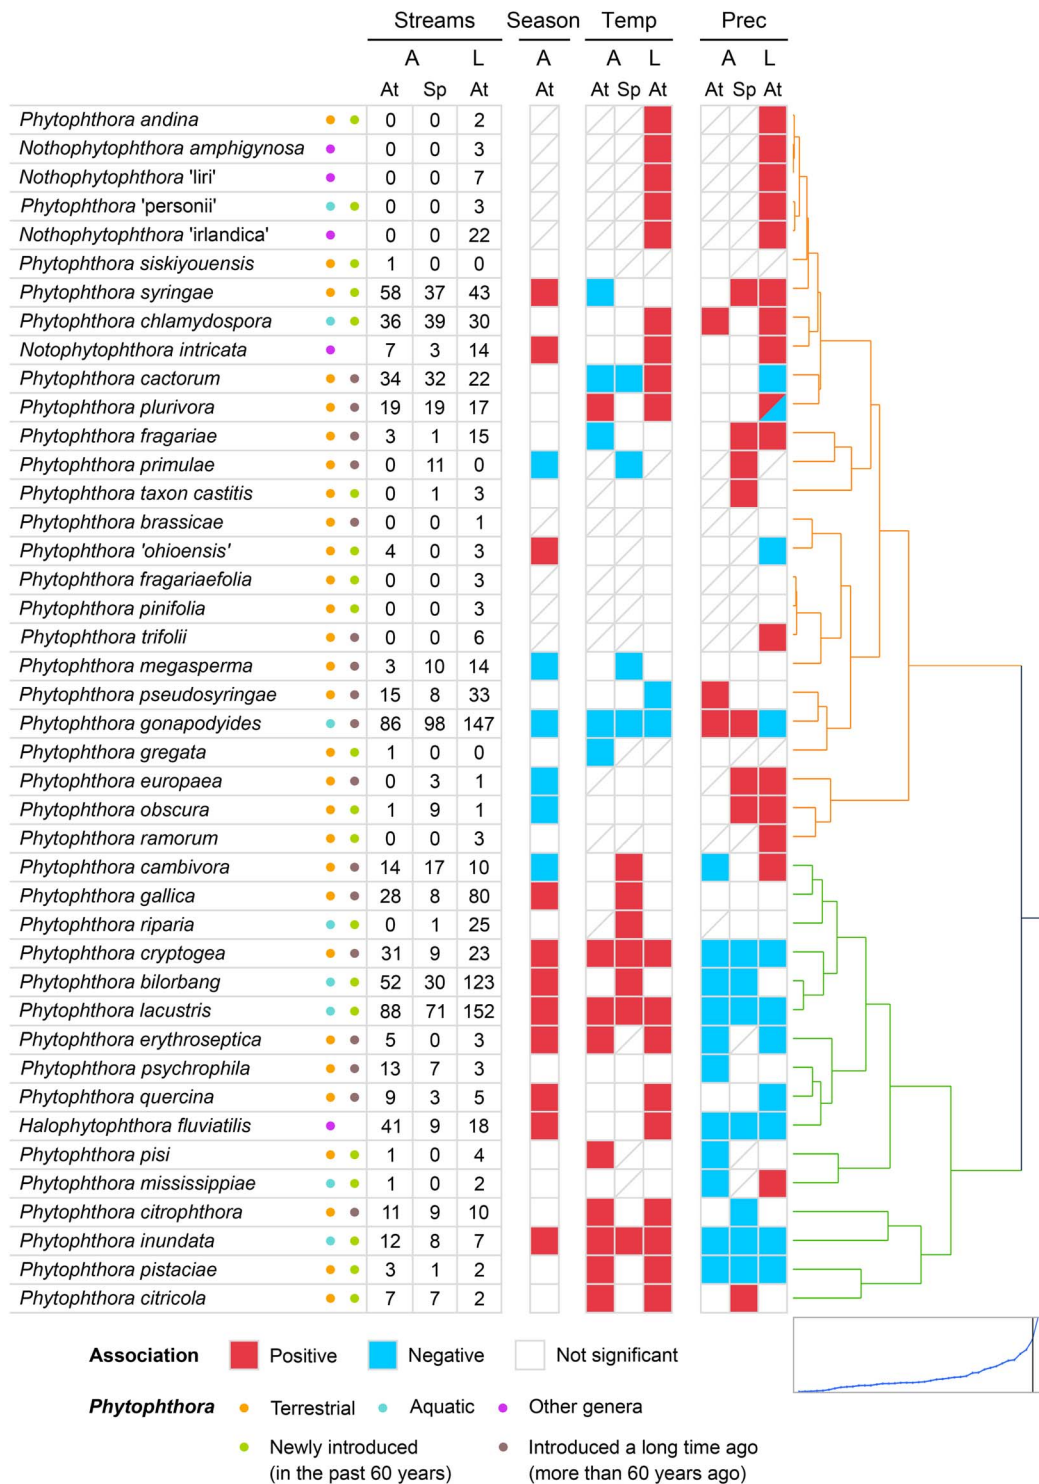 Streams Season Temp Prec
A L A A L A L
At Sp At At At Sp At At Sp At
Phytophthora andina 0 0 2
Nothophytophthora amphigynosa 0 0 3
Nothophytophthora 'liri' 0 0 7
Phytophthora 'personii' 0 0 3
Nothophytophthora 'irlandica' 0 0 22
Phytophthora siskiyouensis 1 0 0
Phytophthora syringae 58 37 43
Phytophthora chlamydospora 36 39 30
Notophytophthora intricata 7 3 14
Phytophthora cactorum 34 32 22
Phytophthora plurivora 19 19 17
Phytophthora fragariae 3 1 15
Phytophthora primulae 0 11 0
Phytophthora taxon castitis 0 1 3
Phytophthora brassicae 0 0 1
Phytophthora 'ohioensis' 4 0 3
Phytophthora fragariaefolia 0 0 3
Phytophthora pinifolia 0 0 3
Phytophthora trifolii 0 0 6
Phytophthora megasperma 3 10 14
Phytophthora pseudosyringae 15 8 33
Phytophthora gonapodyides 86 98 147
Phytophthora gregata 1 0 0
Phytophthora europaea 0 3 1
Phytophthora obscura 1 9 1
Phytophthora ramorum 0 0 3
Phytophthora cambivora 14 17 10
Phytophthora gallica 28 8 80
Phytophthora riparia 0 1 25
Phytophthora cryptogea 31 9 23
Phytophthora bilorbang 52 30 123
Phytophthora lacustris 88 71 152
Phytophthora erythroseptica 5 0 3
Phytophthora psychrophila 13 7 3
Phytophthora quercina 9 3 5
Halophytophthora fluviatilis 41 9 18
Phytophthora pisi 1 0 4
Phytophthora mississippiae 1 0 2
Phytophthora citrophthora 11 9 10
Phytophthora inundata 12 8 7
Phytophthora pistaciae 3 1 2
Phytophthora citricola 7 7 2
Association Positive Negative Not significant
Phytophthora Terrestrial Aquatic Other genera
Newly introduced Introduced a long time ago
(in the past 60 years) (more than 60 years ago)